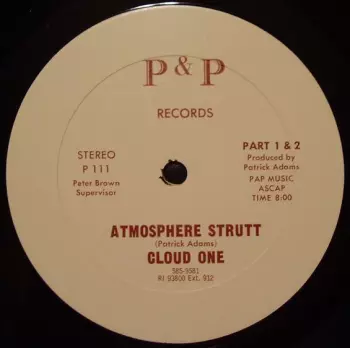 P & P
RECORDS
STEREO
P 111
Peter Brown
Supervisor
PART 1 & 2
Produced by
Patrick Adams
PAP MUSIC
ASCAP
TIME 8:00
ATMOSPHERE STRUTT
(Patrick Adams)
CLOUD ONE
585-9981
RI 93800 Ext. 932